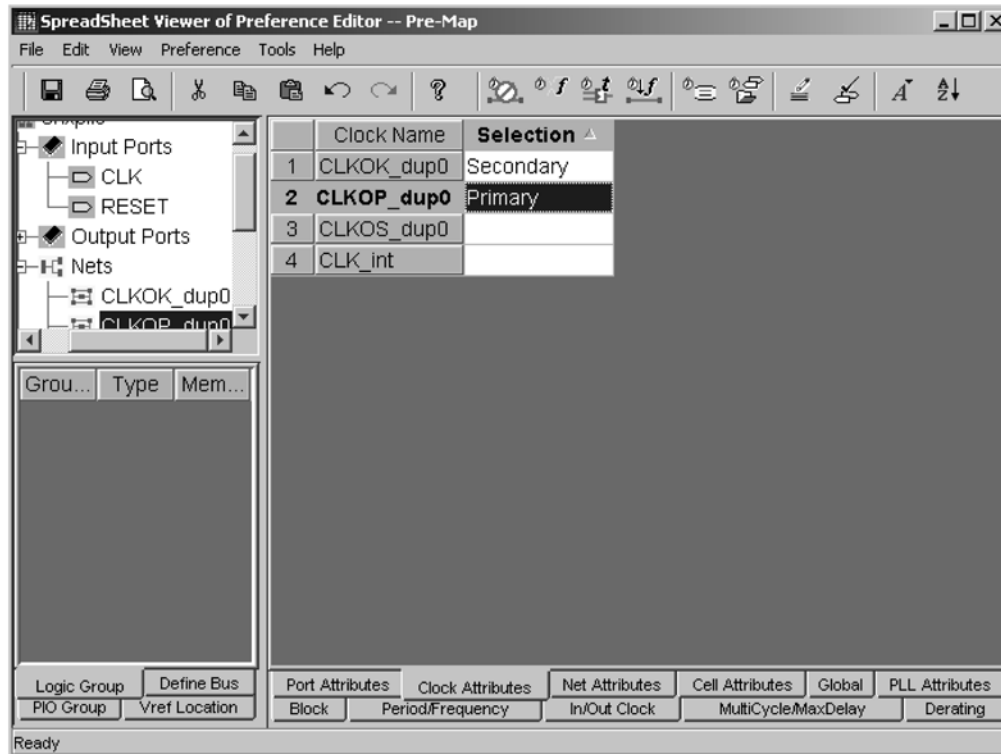 SpreadSheet Viewer of Preference Editor -- Pre-Map
File Edit View Preference Tools Help
Input Ports
CLK
RESET
Output Ports
Nets
CLKOK_dup0
CLKOP_dup0
Clock Name Selection
1 CLKOK_dup0 Secondary
2 CLKOP_dup0 Primary
3 CLKOS_dup0
4 CLK_int
Grou... Type Mem...
Logic Group Define Bus
PIO Group Vref Location
Port Attributes Clock Attributes Net Attributes Cell Attributes Global PLL Attributes
Block Period/Frequency In/Out Clock MultiCycle/MaxDelay Derating
Ready